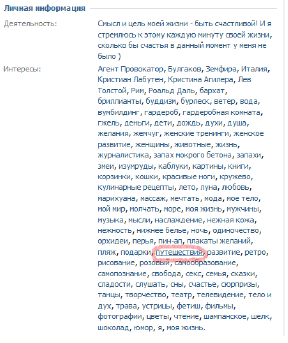 Личная информация
Деятельность: Смысл и цель моей жизни - быть счастливой! И я
стремлюсь к этому каждую минуту своей жизни,
сколько бы счастья в данный момент у меня не
было )
Интересы: Агент Провокатор, Булгаков, Земфира, Италия,
Кристиан Лабутен, Кристина Агилера, Лев
Толстой, Рим, Роальд Даль, бархат,
бриллианты, буддизм, бурлеск, ветер, вода,
вумбилдинг, гардероб, гардеробная комната,
гжель, деньги, дети, дождь, духи, душа,
желания, жемчуг, женские тренинги, женское
развитие, женщины, животные, жизнь,
журналистика, запах мокрого бетона, запахи,
змеи, изумруды, каблуки, картины, книги,
корзинки, кошки, красивые ноги, кружево,
кулинарные рецепты, лето, луна, любовь,
марихуана, массаж, мечтать, мода, мое тело,
мой мир, молчать, море, моя жизнь, мужчины,
музыка, мысли, наслаждение, нежная кожа,
нежность, нижнее белье, ночь, одиночество,
орхидеи, перья, пин-ап, плакаты желаний,
пляж, подарки, путешествия, развитие, ретро,
рисование, розовый, самообразование,
самопознание, свобода, секс, семья, сказки,
сладости, слушать, сны, счастье, сюрпризы,
танцы, творчество, театр, телевидение, тело и
дух, трава, устрицы, фетиш, фильмы,
фотографии, цветы, чтение, шампанское, шелк,
шоколад, юмор, я, моя жизнь.